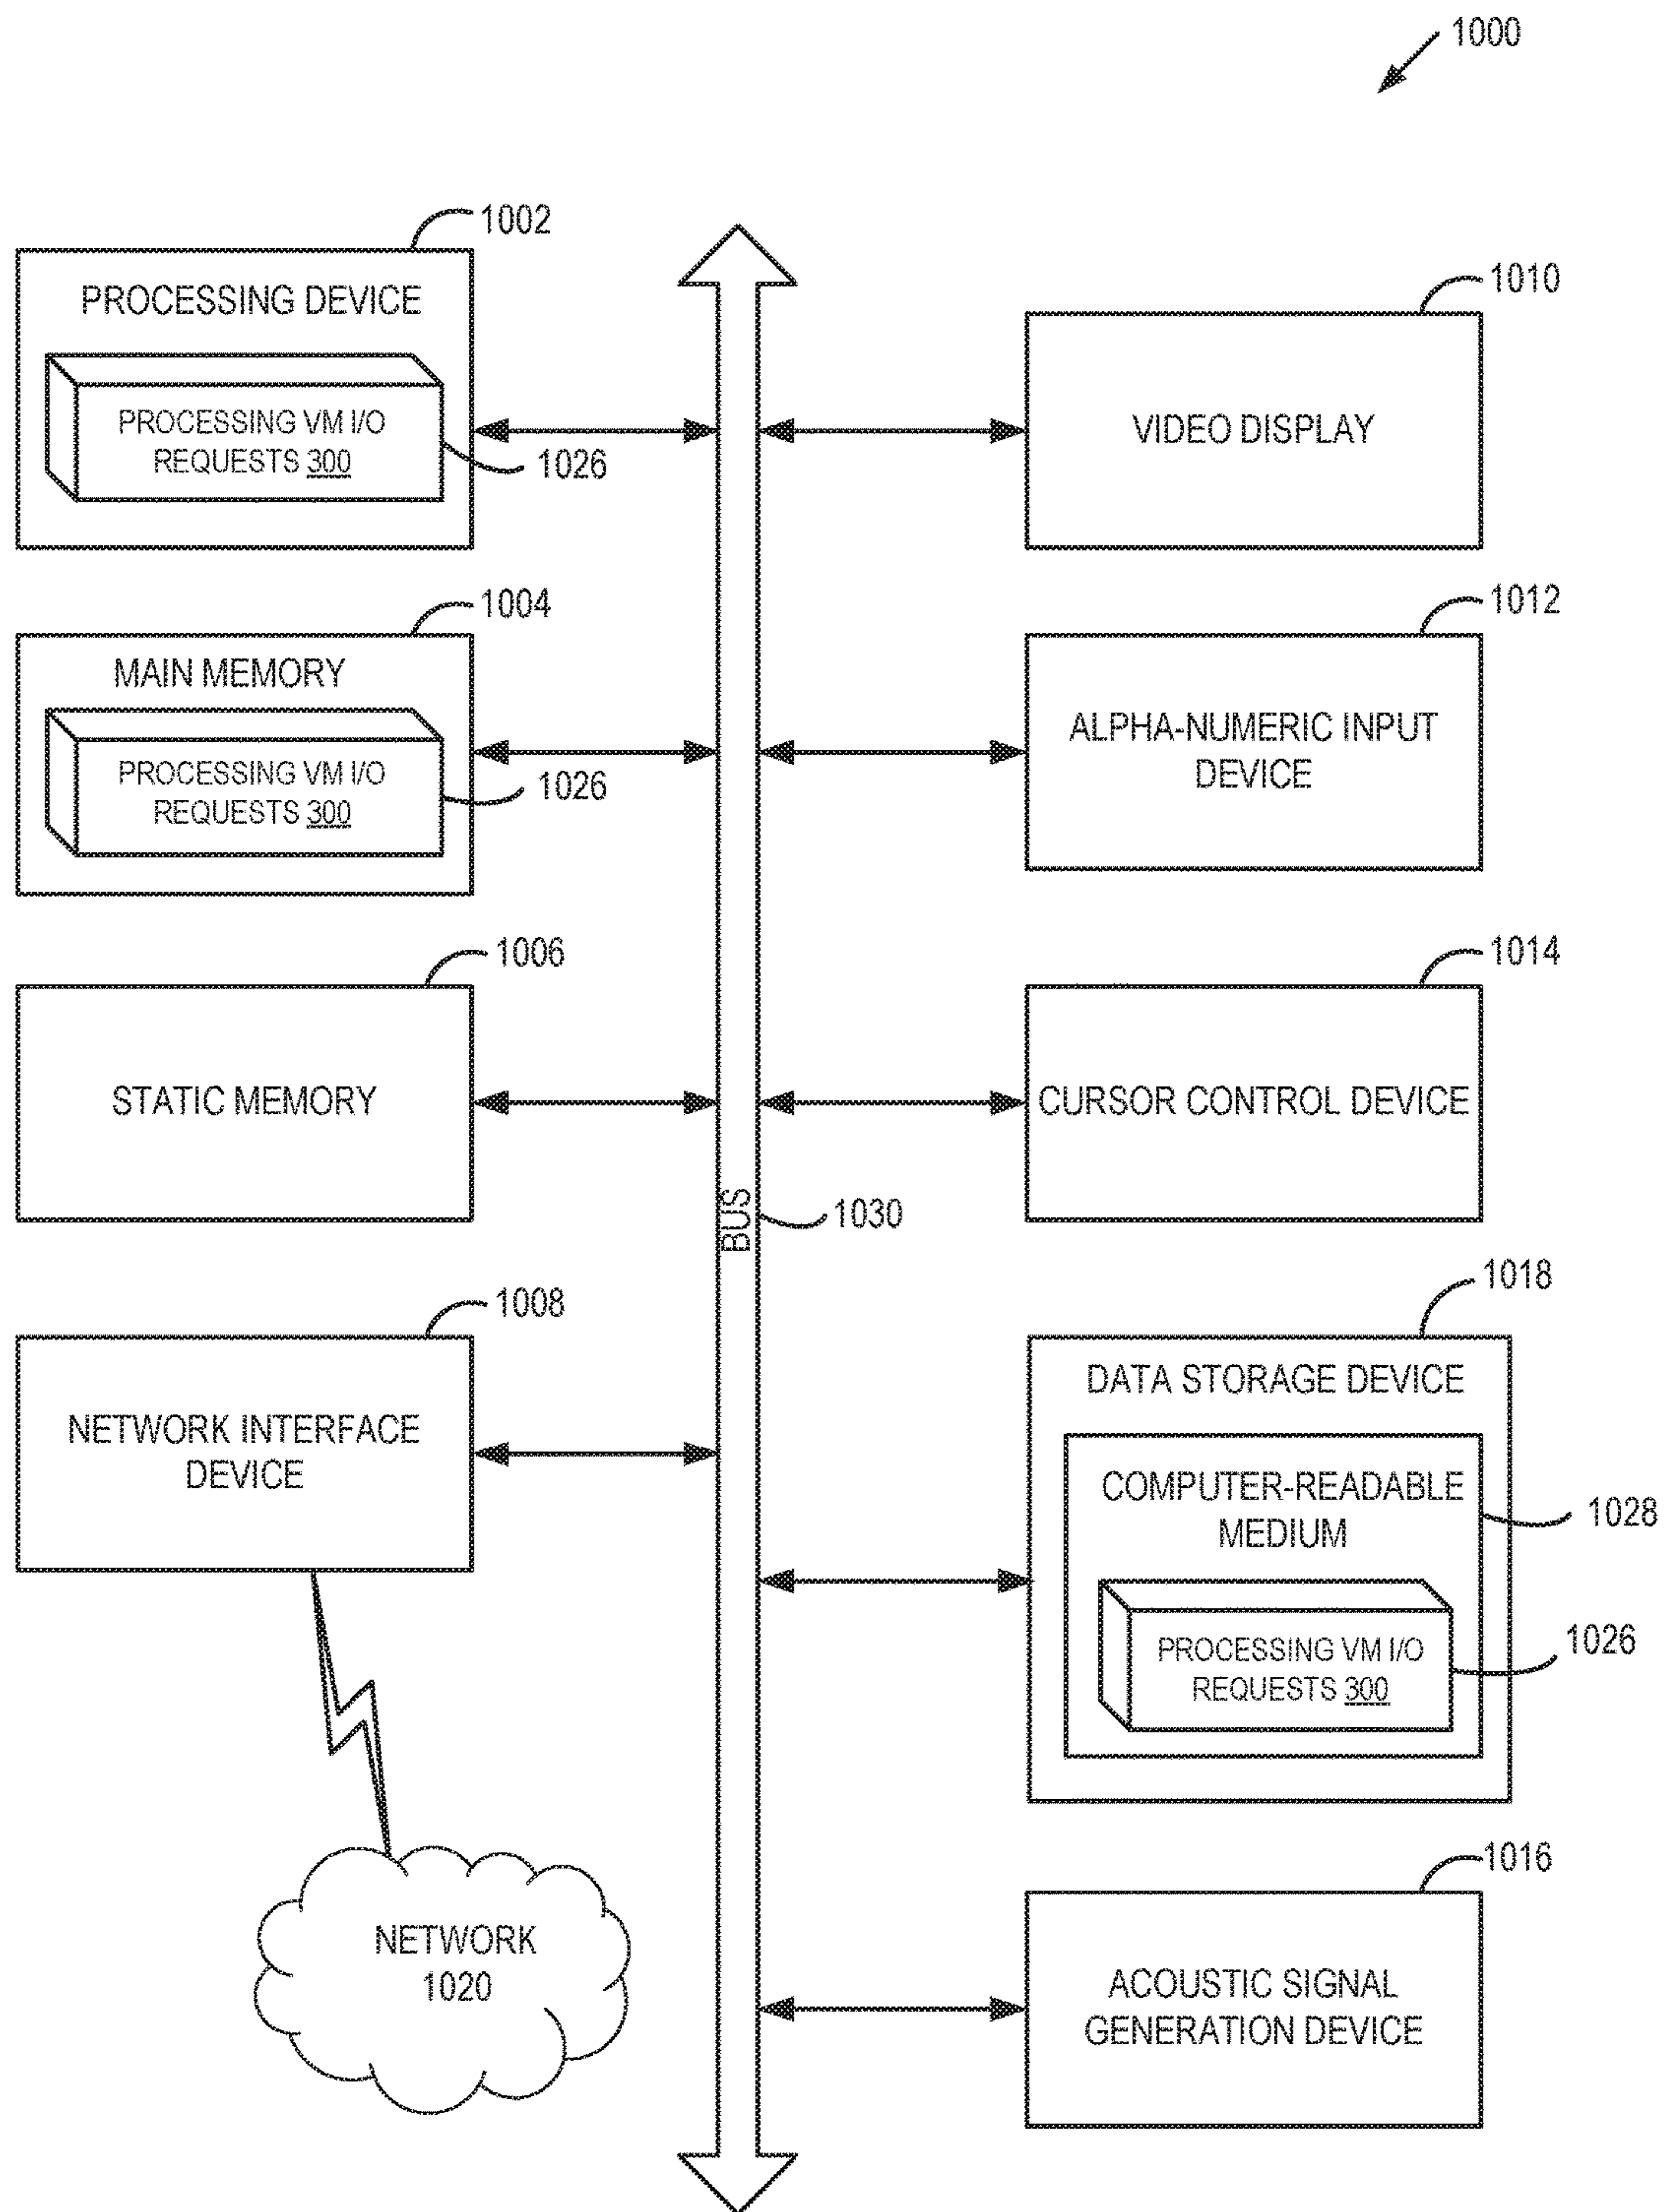 1000
1002
PROCESSING DEVICE
PROCESSING VM I/O
REQUESTS 300
1026
1004
MAIN MEMORY
PROCESSING VM I/O
REQUESTS 300
1026
1006
STATIC MEMORY
1008
NETWORK INTERFACE
DEVICE
NETWORK
1020
BUS
1030
1010
VIDEO DISPLAY
1012
ALPHA-NUMERIC INPUT
DEVICE
1014
CURSOR CONTROL DEVICE
1018
DATA STORAGE DEVICE
COMPUTER-READABLE
MEDIUM
1028
PROCESSING VM I/O
REQUESTS 300
1026
1016
ACOUSTIC SIGNAL
GENERATION DEVICE